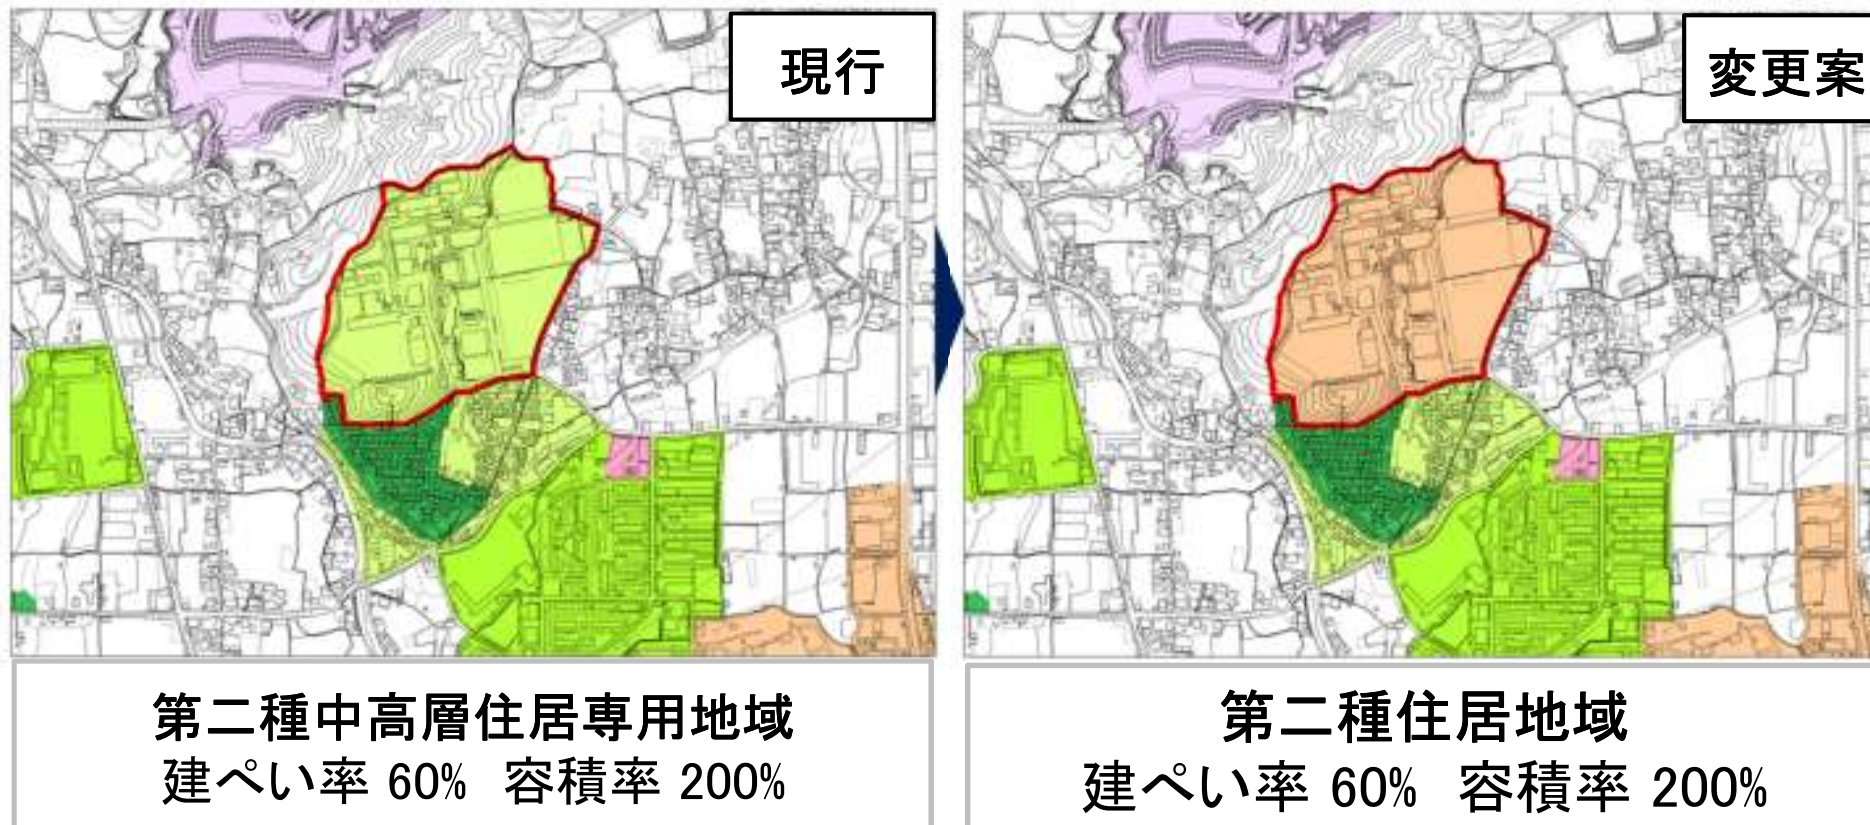 現行
変更案
第二種中高層住居専用地域
建ぺい率 60% 容積率 200%
第二種住居地域
建ぺい率 60% 容積率 200%